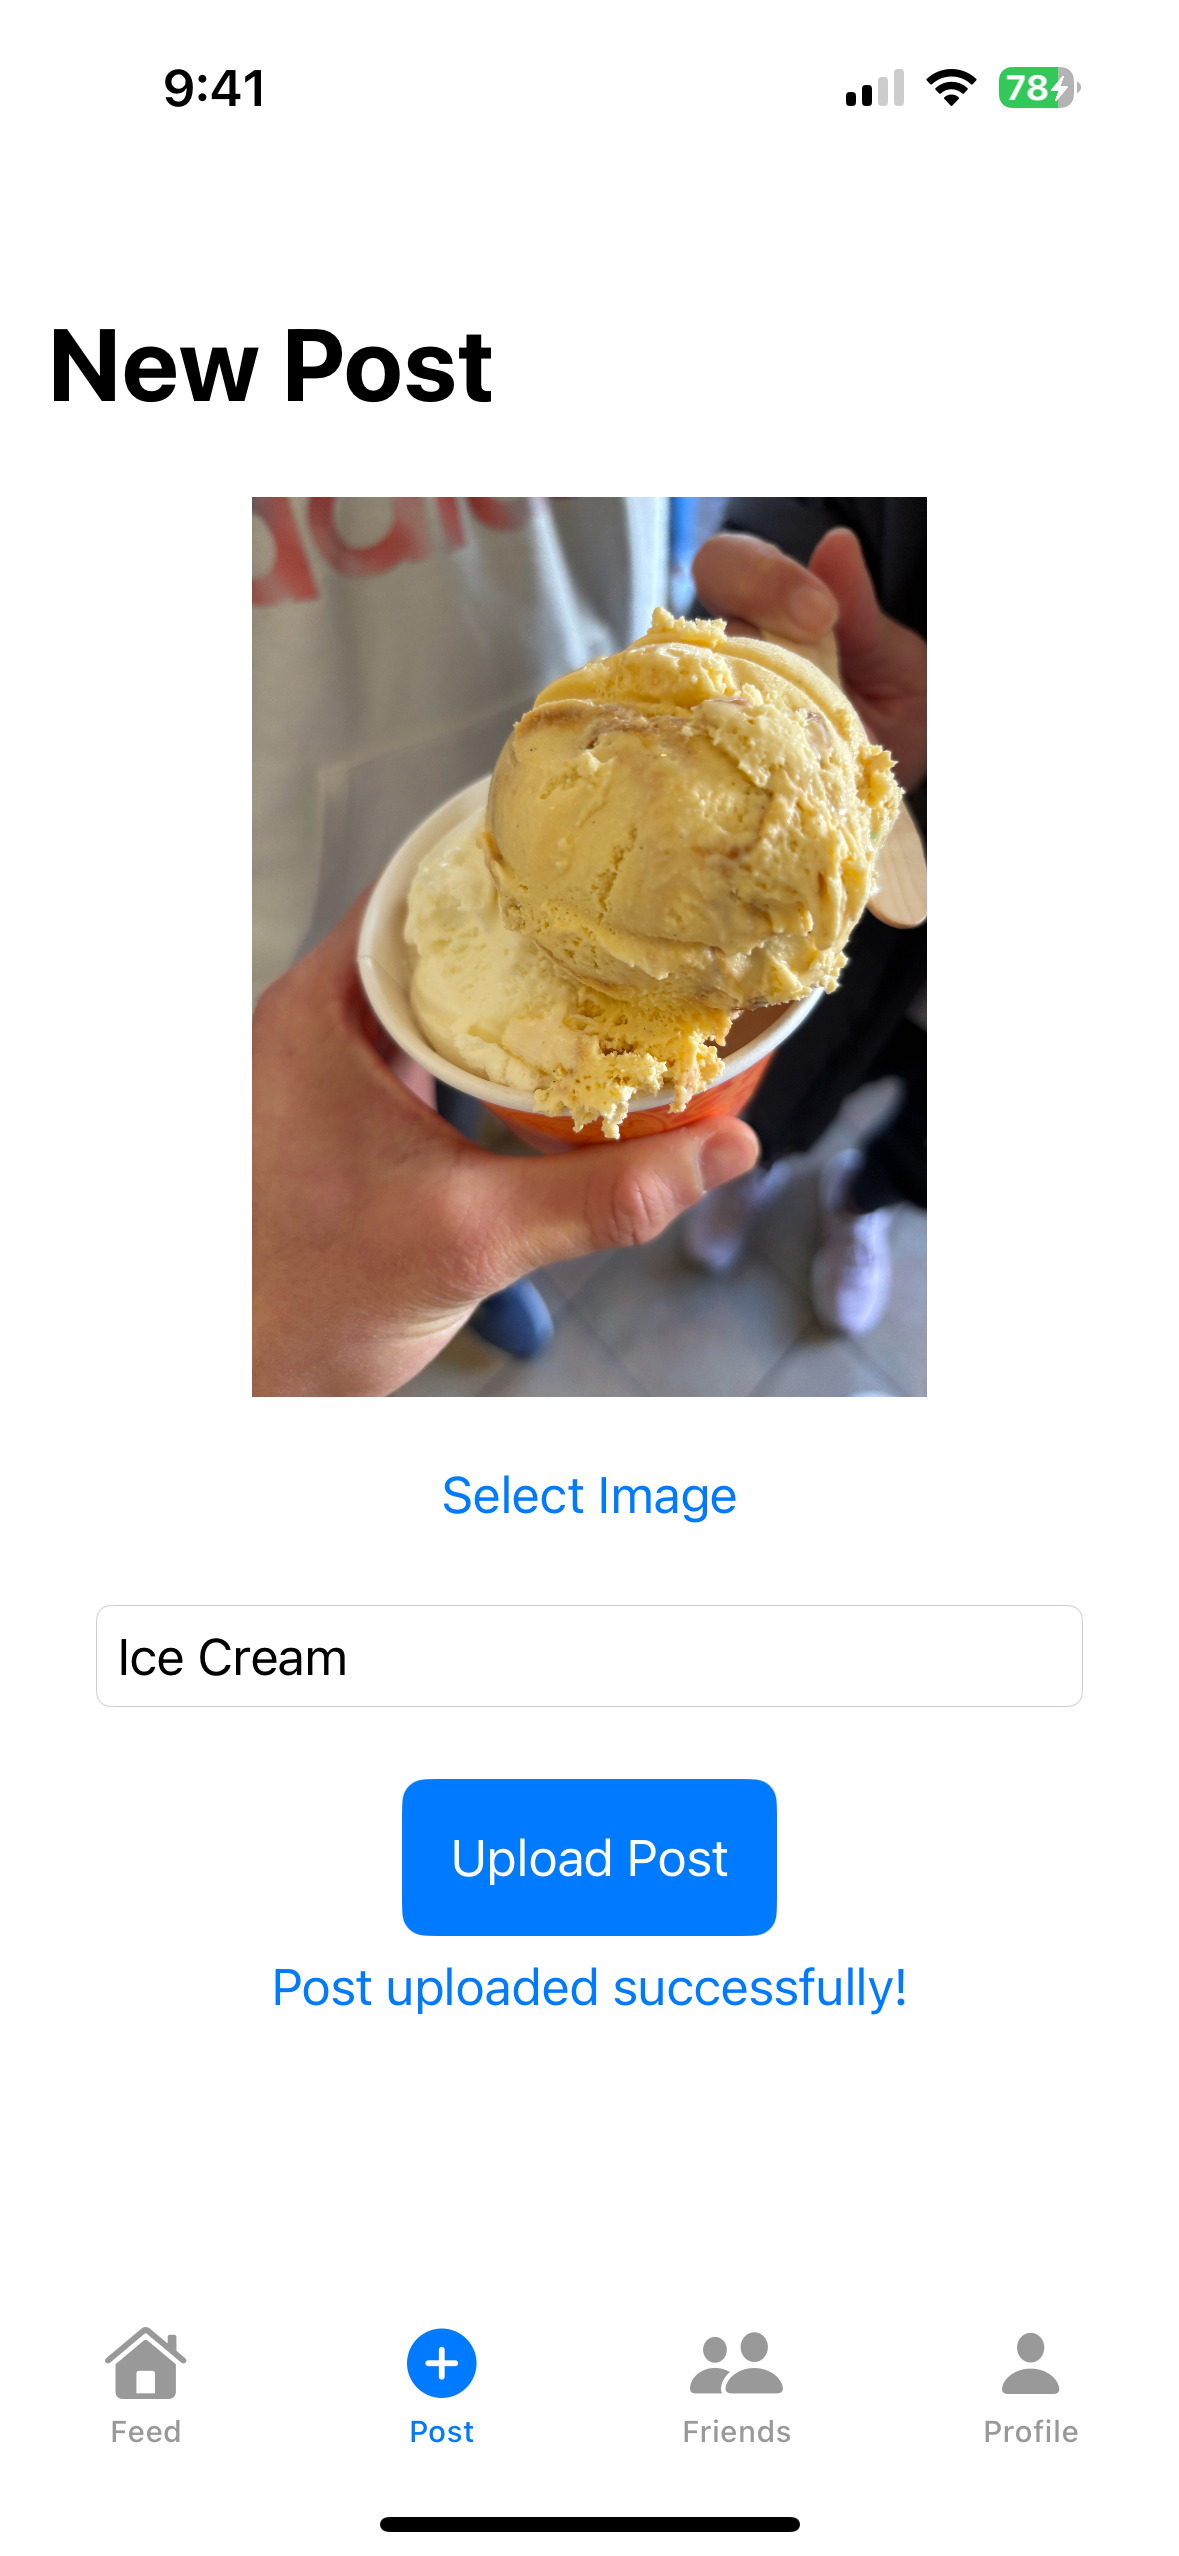 9:41
78
New Post
Select Image
Ice Cream
Upload Post
Post uploaded successfully!
Feed
Post
Friends
Profile